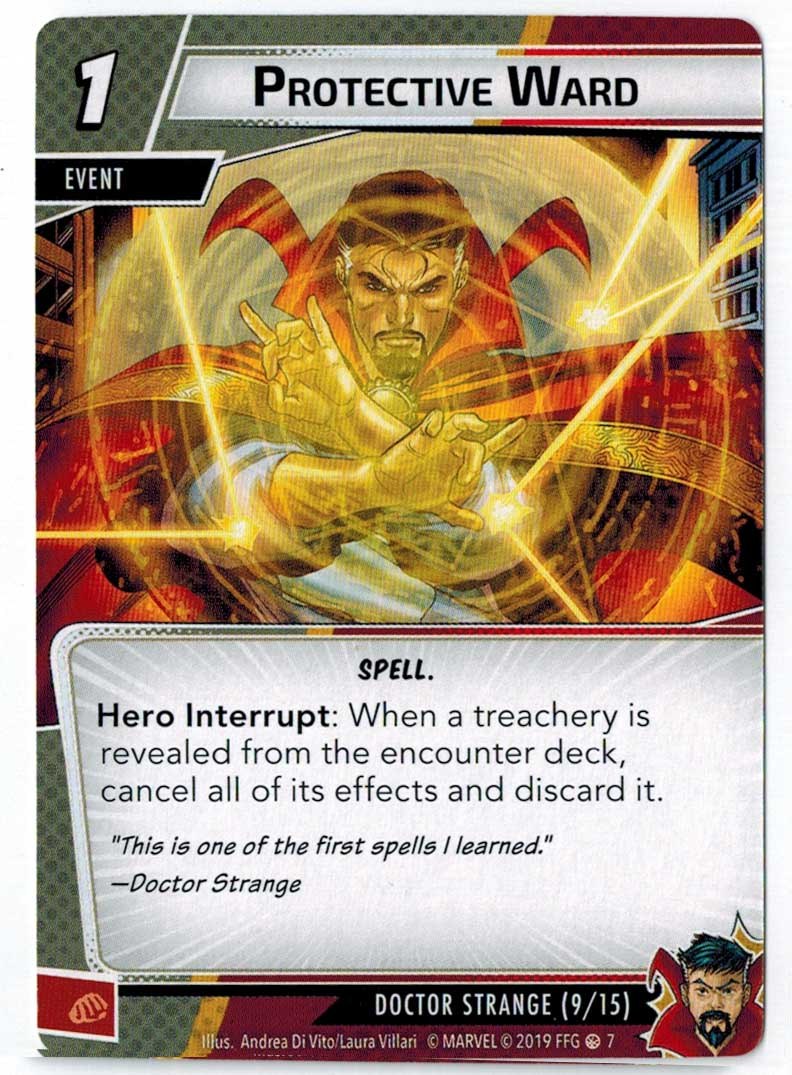 1
PROTECTIVE WARD
EVENT
SPELL.
Hero Interrupt: When a treachery is
revealed from the encounter deck,
cancel all of its effects and discard it.
"This is one of the first spells I learned."
—Doctor Strange
DOCTOR STRANGE (9/15)
Illus. Andrea Di Vito/Laura Villari © MARVEL © 2019 FFG 7